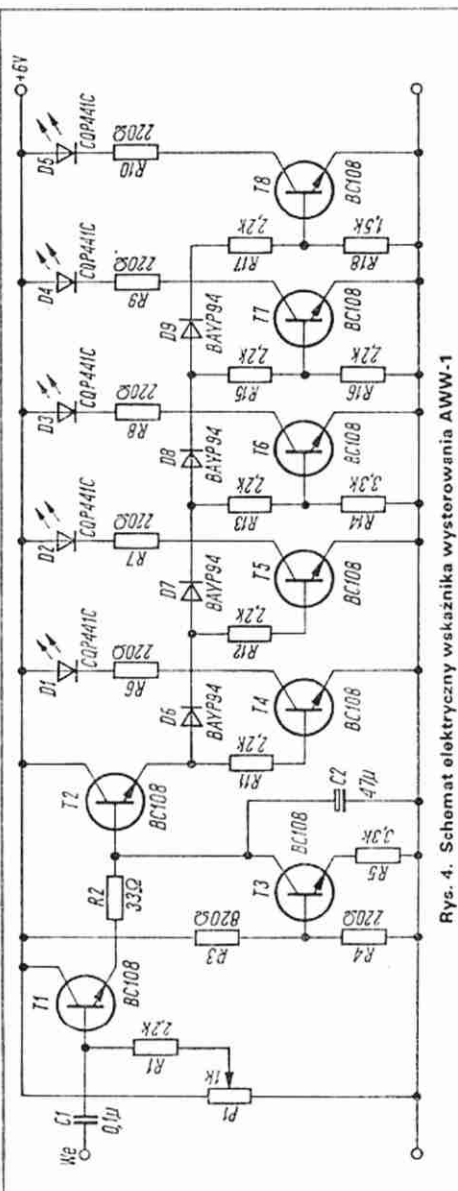 We
C1
0,1µ
P1
1k
R1
2,2k
T1
BC108
R2
33Ω
T2
BC108
R3
820Ω
R4
220Ω
T3
BC108
R5
3,3k
C2
47µ
D1
CQP441C
R6
220Ω
D6
BAYP94
R11
2,2k
T4
BC108
D2
CQP441C
R7
220Ω
D7
BAYP94
R12
2,2k
T5
BC108
D3
CQP441C
R8
220Ω
D8
BAYP94
R13
2,2k
R14
3,3k
T6
BC108
D4
CQP441C
R9
220Ω
D9
BAYP94
R15
2,2k
R16
2,2k
T7
BC108
D5
CQP441C
R10
220Ω
R17
2,2k
R18
1,5k
T8
BC108
+6V
Rys. 4. Schemat elektryczny wskaźnika wysterowania AWW-1